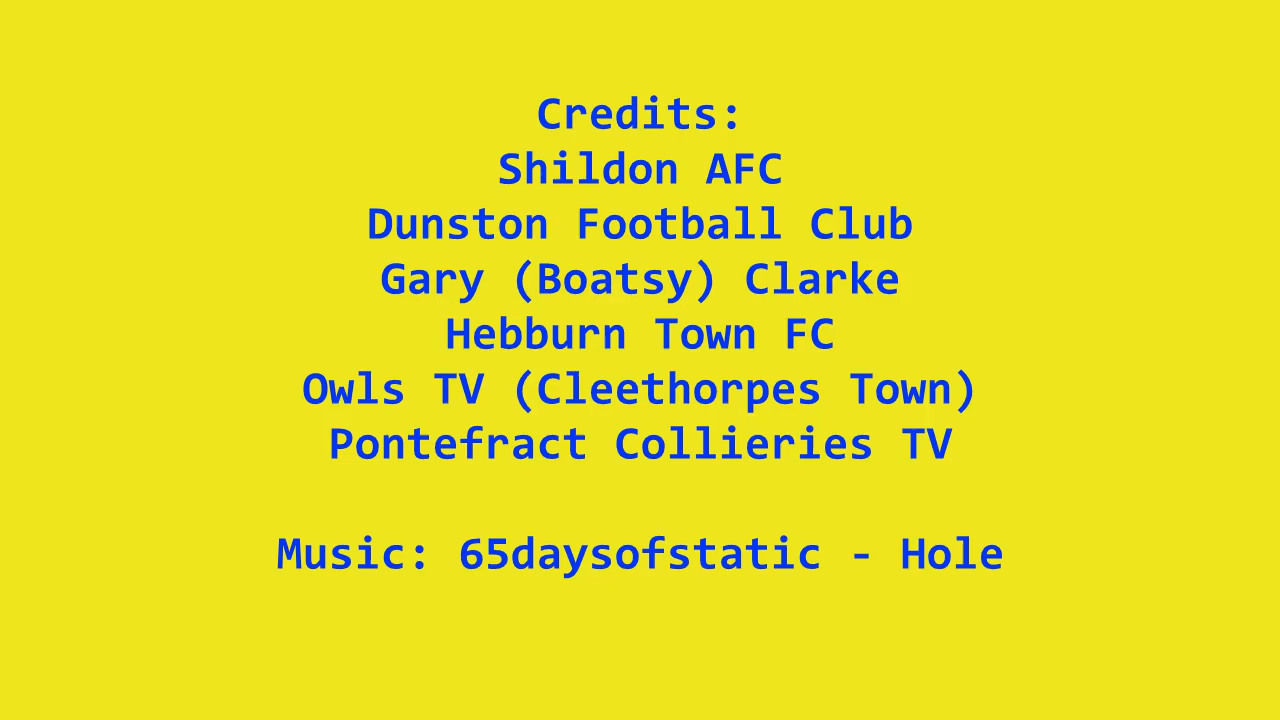 Credits:
Shildon AFC
Dunston Football Club
Gary (Boatsy) Clarke
Hebburn Town FC
Owls TV (Cleethorpes Town)
Pontefract Collieries TV
Music: 65daysofstatic - Hole